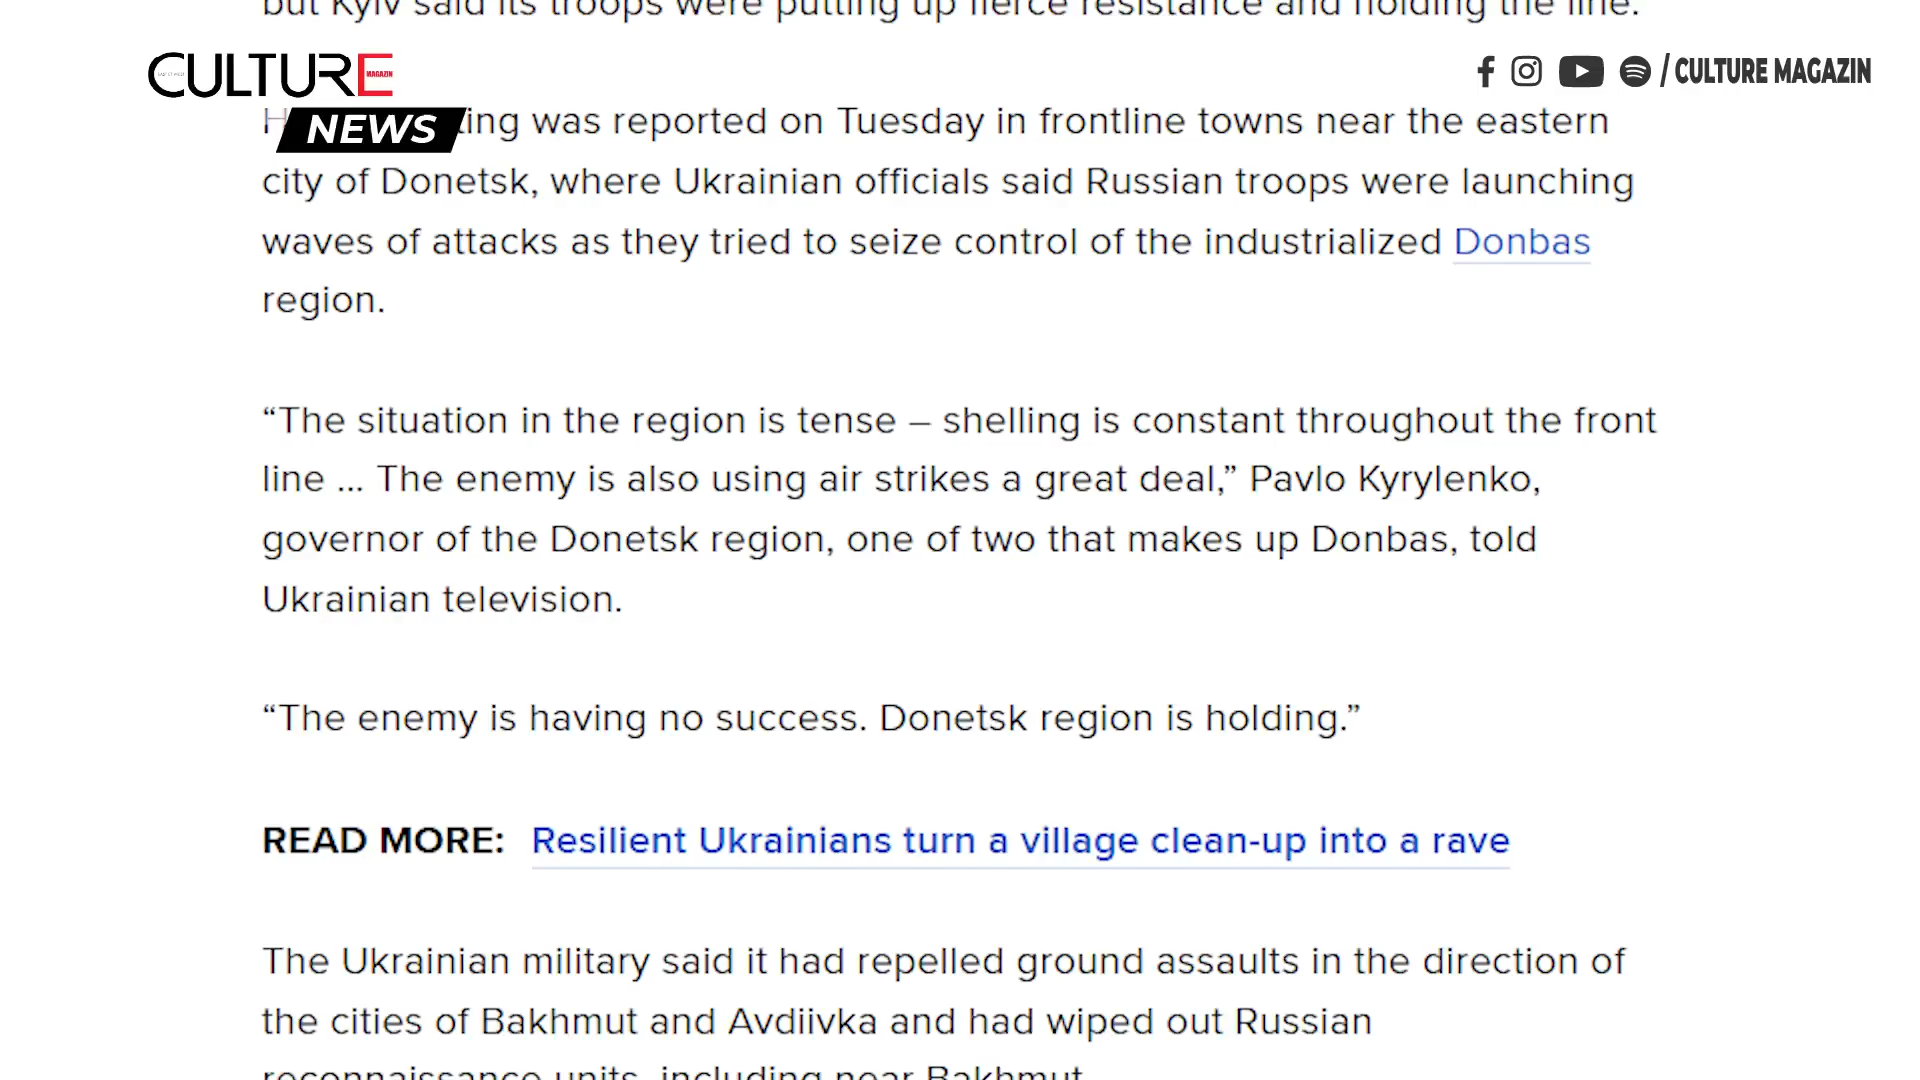 but Kyiv said its troops were putting up fierce resistance and holding the line.
CULTURE
MAGAZIN
NEWS
/ CULTURE MAGAZIN
ing was reported on Tuesday in frontline towns near the eastern
city of Donetsk, where Ukrainian officials said Russian troops were launching
waves of attacks as they tried to seize control of the industrialized Donbas
region.
“The situation in the region is tense – shelling is constant throughout the front
line ... The enemy is also using air strikes a great deal,” Pavlo Kyrylenko,
governor of the Donetsk region, one of two that makes up Donbas, told
Ukrainian television.
“The enemy is having no success. Donetsk region is holding.”
READ MORE: Resilient Ukrainians turn a village clean-up into a rave
The Ukrainian military said it had repelled ground assaults in the direction of
the cities of Bakhmut and Avdiivka and had wiped out Russian
reconnaissance units, including near Bakhmut.